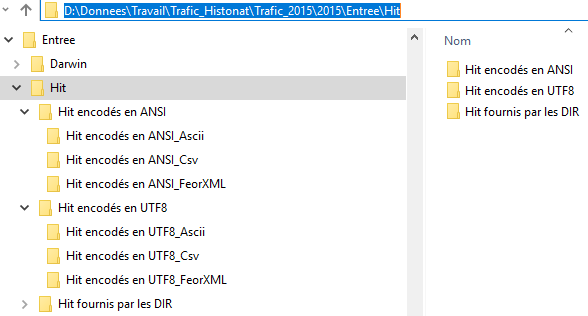 D:\Donnees\Travail\Trafic_Histonat\Trafic_2015\2015\Entree\Hit
Entree
Darwin
Hit
Hit encodés en ANSI
Hit encodés en ANSI_Ascii
Hit encodés en ANSI_Csv
Hit encodés en ANSI_FeorXML
Hit encodés en UTF8
Hit encodés en UTF8_Ascii
Hit encodés en UTF8_Csv
Hit encodés en UTF8_FeorXML
Hit fournis par les DIR
Nom
Hit encodés en ANSI
Hit encodés en UTF8
Hit fournis par les DIR